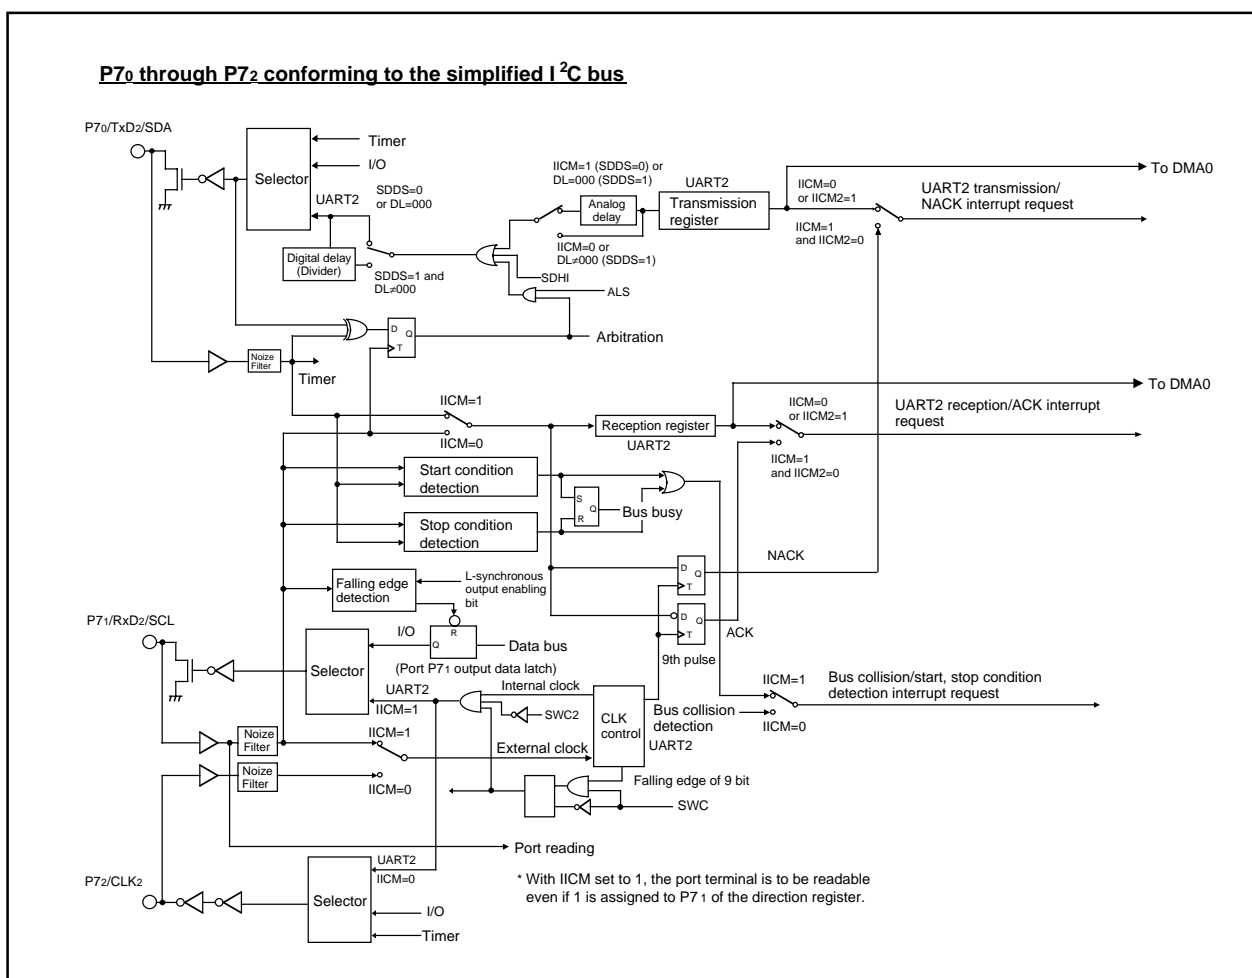 P70 through P72 conforming to the simplified I2C bus
P70/TxD2/SDA
Timer
I/O
Selector
UART2
SDDS=0
or DL=000
Digital delay
(Divider)
SDDS=1 and
DL≠000
IICM=1 (SDDS=0) or
DL=000 (SDDS=1)
Analog
delay
IICM=0 or
DL≠000 (SDDS=1)
UART2
Transmission
register
SDHI
ALS
IICM=0
or IICM2=1
IICM=1
and IICM2=0
To DMA0
UART2 transmission/
NACK interrupt request
D
Q
T
Arbitration
Noize
Filter
Timer
IICM=1
IICM=0
Reception register
UART2
To DMA0
IICM=0
or IICM2=1
UART2 reception/ACK interrupt
request
IICM=1
and IICM2=0
Start condition
detection
S
Q
R
Bus busy
Stop condition
detection
NACK
D
Q
T
Falling edge
detection
L-synchronous
output enabling
bit
P71/RxD2/SCL
D
Q
T
ACK
9th pulse
I/O
R
Q
Data bus
(Port P71 output data latch)
Selector
UART2
IICM=1
Internal clock
SWC2
CLK
control
UART2
Bus collision
detection
IICM=1
IICM=0
Bus collision/start, stop condition
detection interrupt request
Noize
Filter
IICM=1
External clock
Noize
Filter
IICM=0
Falling edge of 9 bit
SWC
Port reading
UART2
IICM=0
P72/CLK2
Selector
I/O
Timer
* With IICM set to 1, the port terminal is to be readable
even if 1 is assigned to P71 of the direction register.